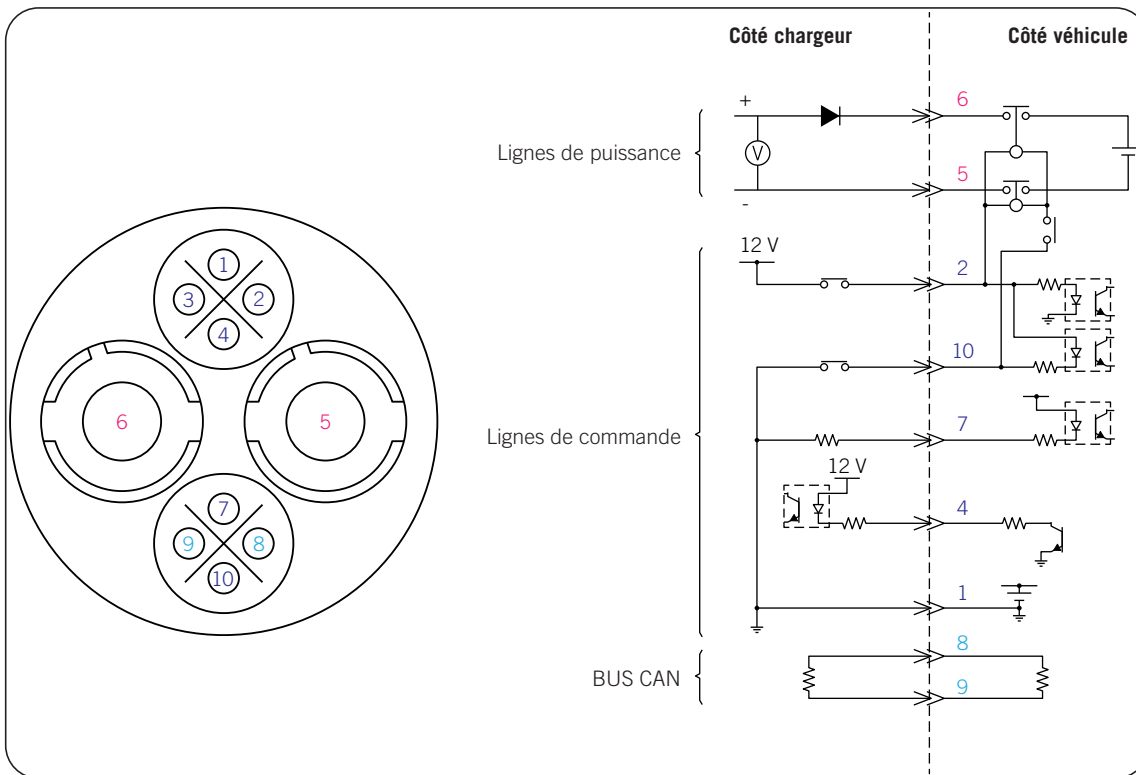 Côté chargeur
Côté véhicule
+
6
Lignes de puissance
V
5
-
12 V
2
10
Lignes de commande
7
12 V
4
1
8
BUS CAN
9
1
3
2
4
6
5
7
9
8
10